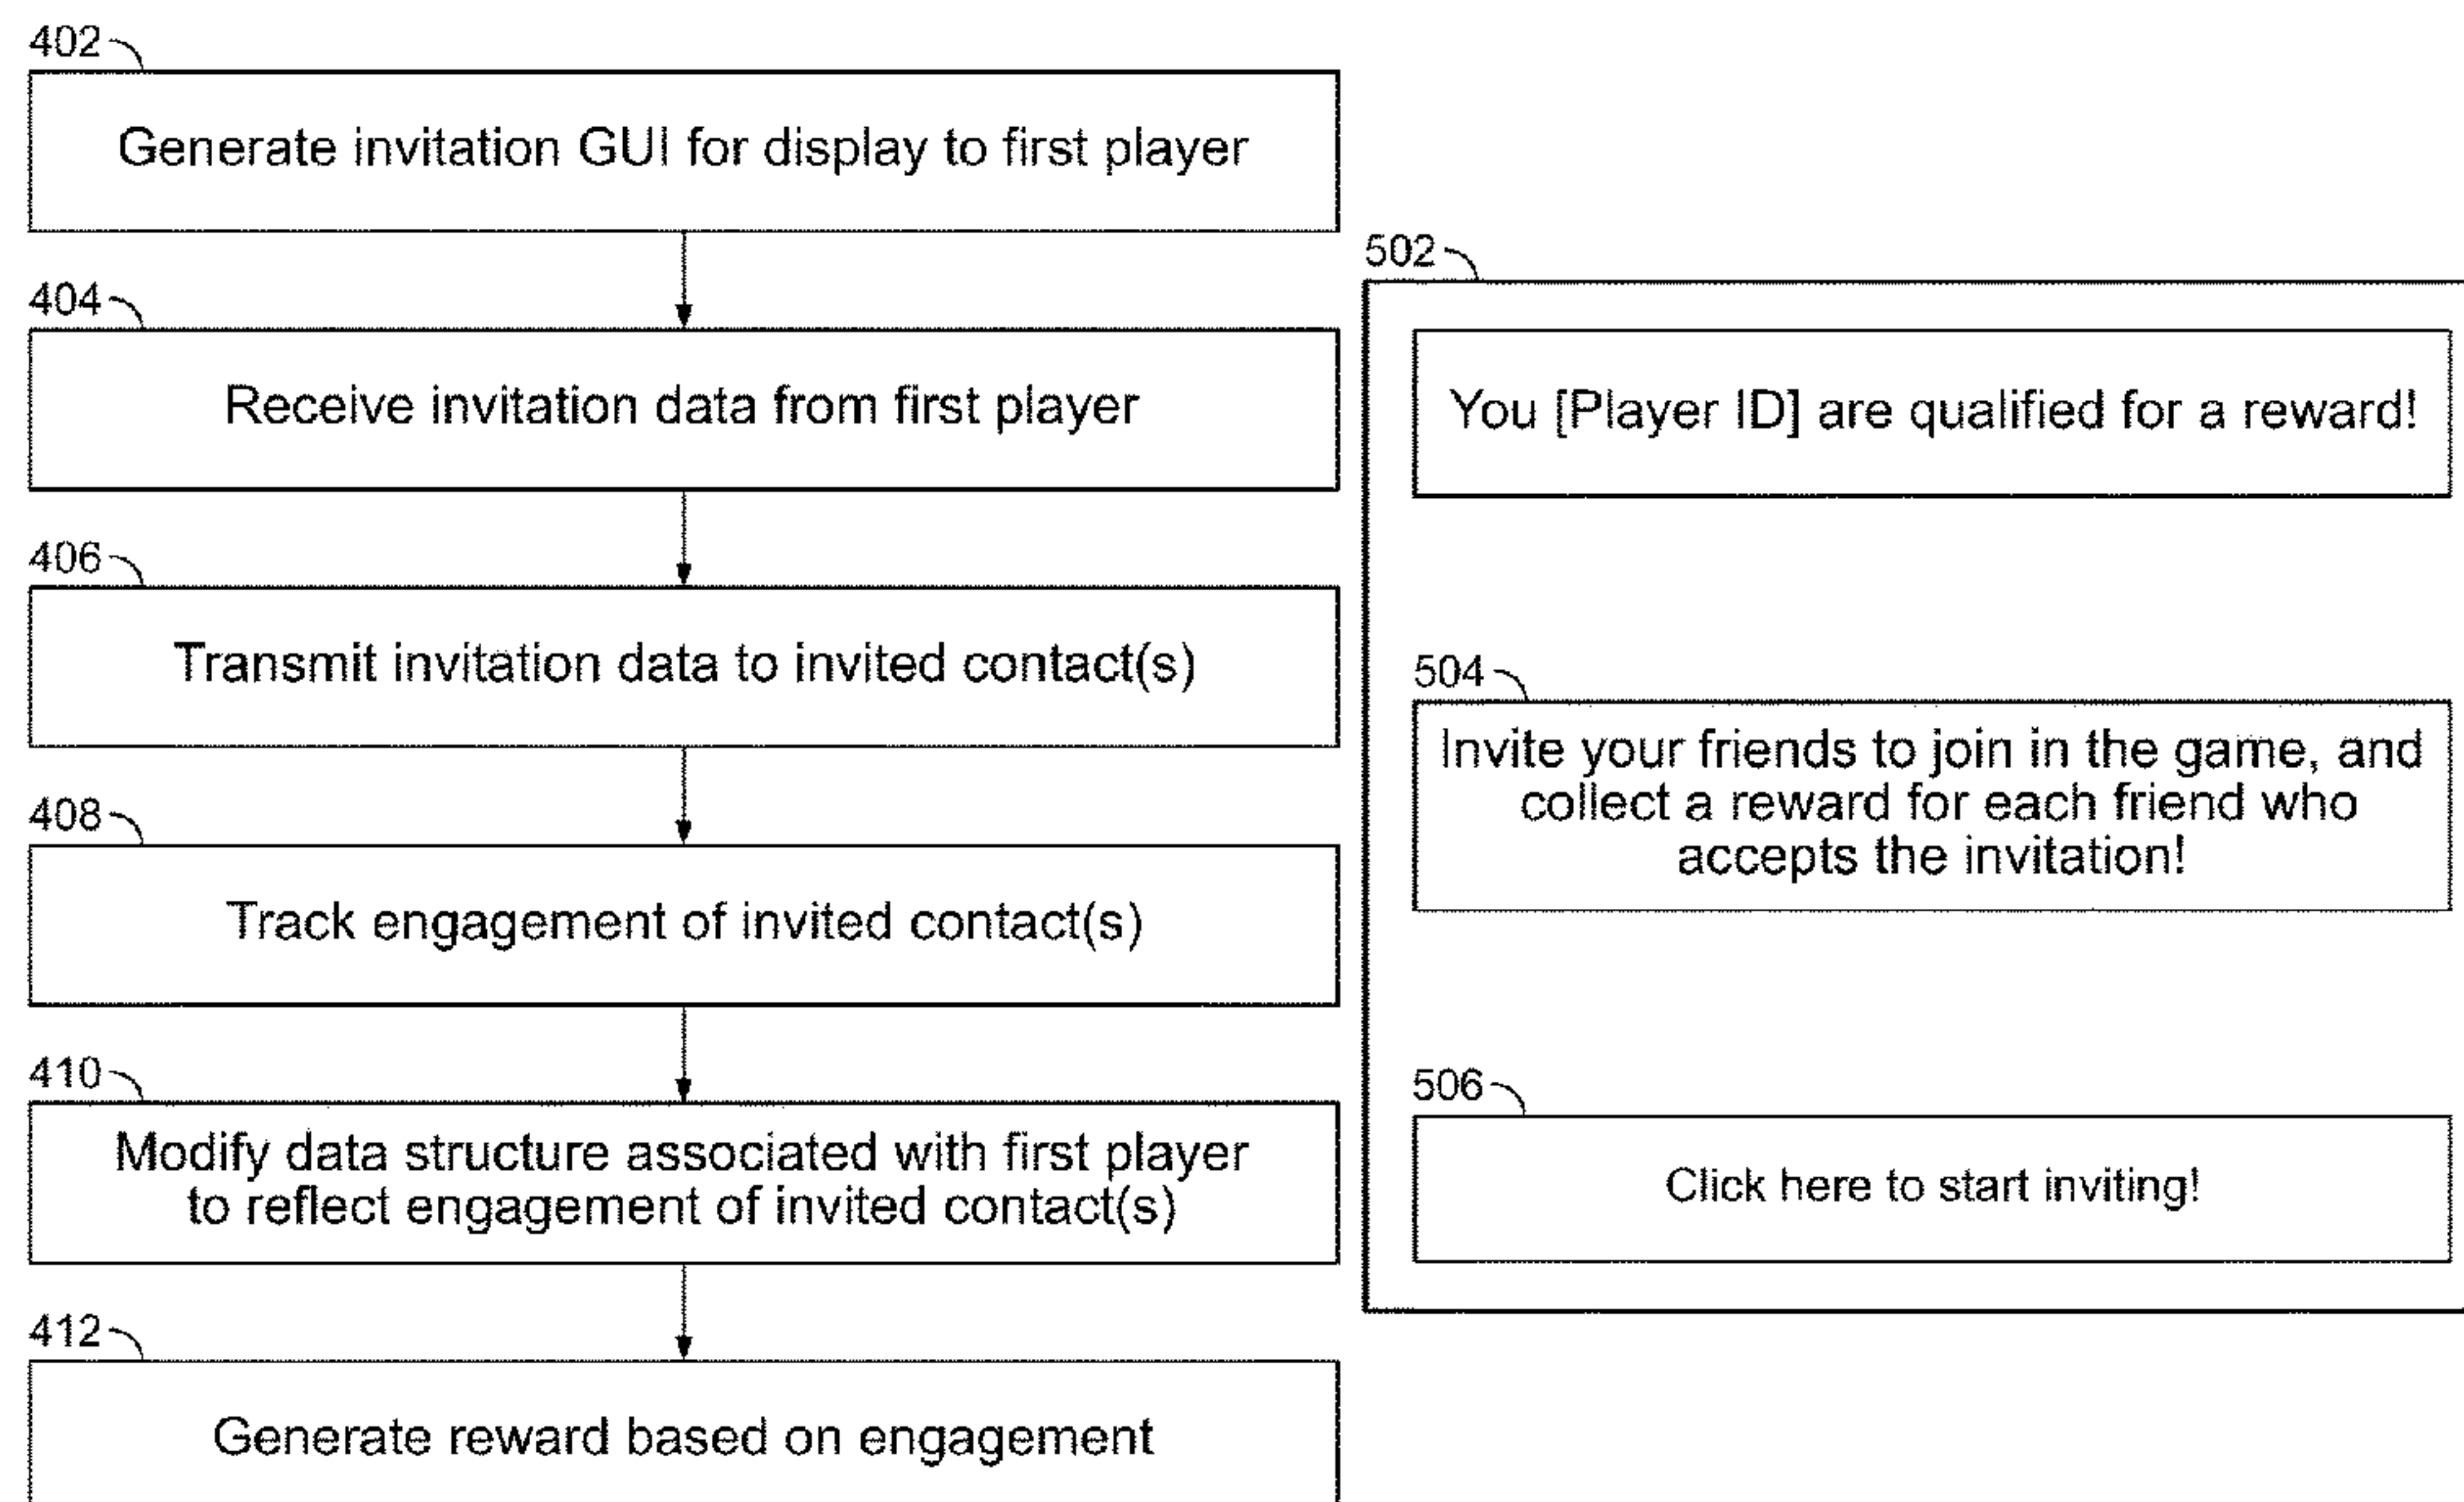 402
Generate invitation GUI for display to first player
404
Receive invitation data from first player
406
Transmit invitation data to invited contact(s)
408
Track engagement of invited contact(s)
410
Modify data structure associated with first player
to reflect engagement of invited contact(s)
412
Generate reward based on engagement
502
You [Player ID] are qualified for a reward!
504
Invite your friends to join in the game, and
collect a reward for each friend who
accepts the invitation!
506
Click here to start inviting!